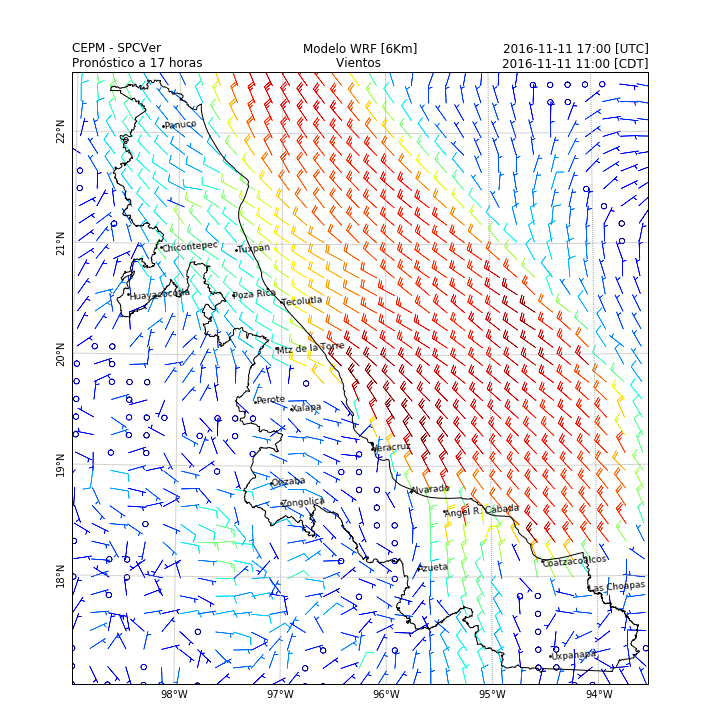 CEPM - SPCVer Modelo WRF [6Km] 2016-11-11 17:00 [UTC]
Pronóstico a 17 horas Vientos 2016-11-11 11:00 [CDT]
22°N
Panuco
21°N
Chicontepec Tuxpan
Huayacocotla Poza Rica Tecolutla
20°N
Mtz de la Torre
Perote Xalapa
Veracruz
19°N
Orizaba Alvarado
Zongolica Angel R. Cabada
18°N
Azueta Coatzacoalcos
Las Choapas
Uxpanapa
98°W 97°W 96°W 95°W 94°W